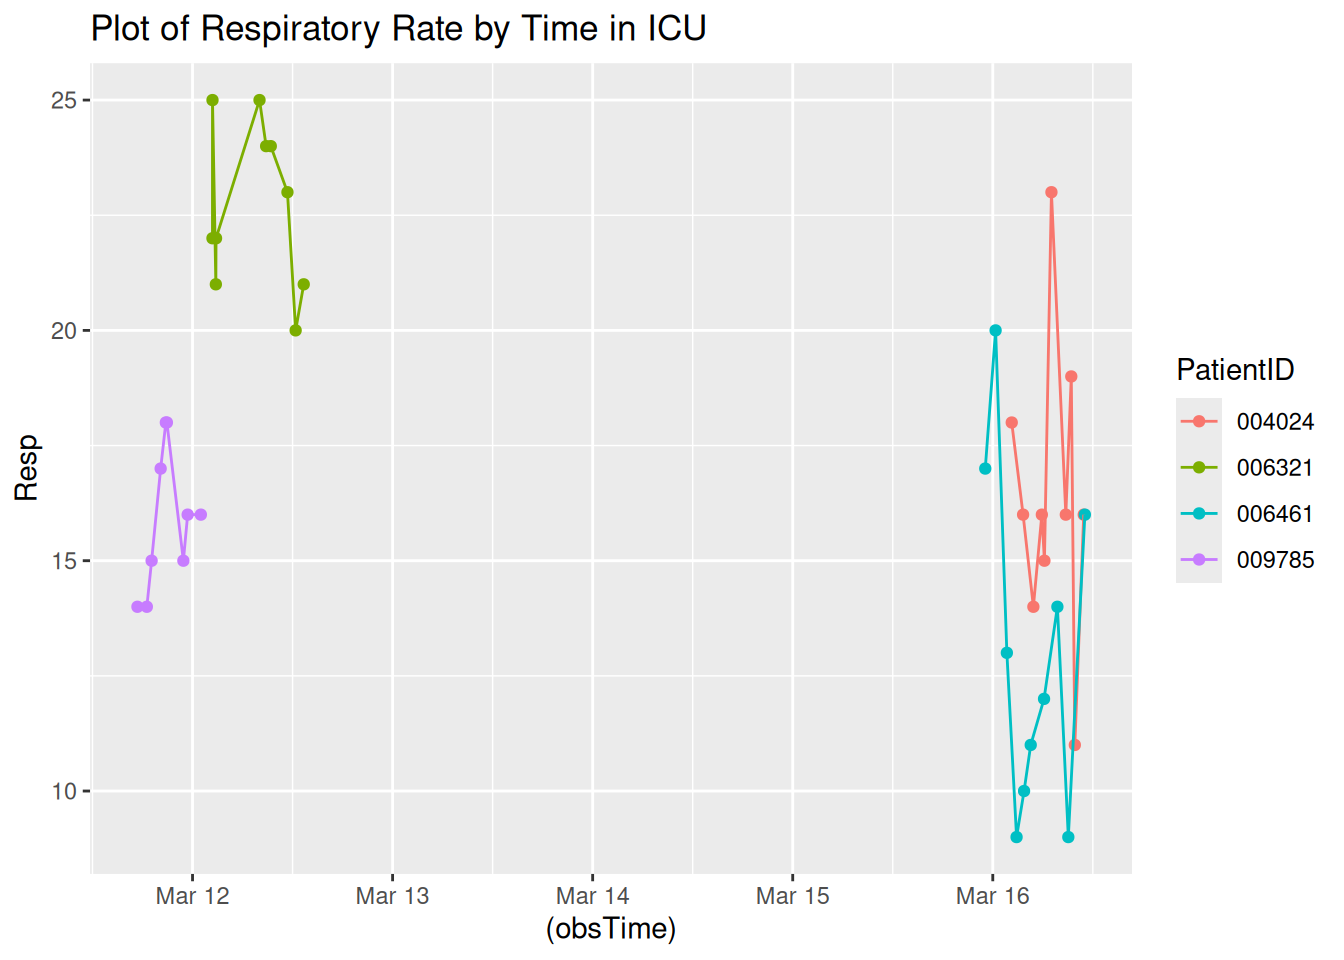 Plot of Respiratory Rate by Time in ICU
25
20
15
10
Resp
Mar 12
Mar 13
Mar 14
Mar 15
Mar 16
(obsTime)
PatientID
004024
006321
006461
009785